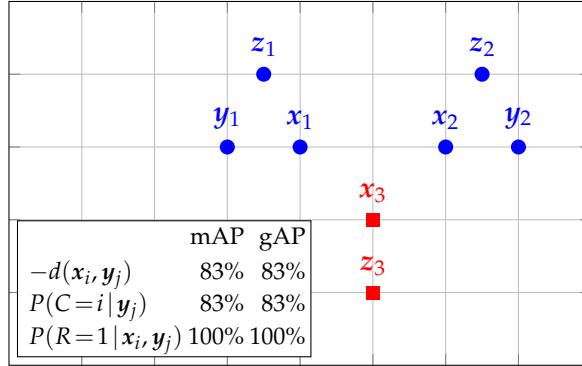 z₁ z₂
y₁ x₁ x₂ y₂
x₃
z₃
mAP gAP
−d(xᵢ, yⱼ) 83% 83%
P(C = i | yⱼ) 83% 83%
P(R = 1 | xᵢ, yⱼ) 100% 100%